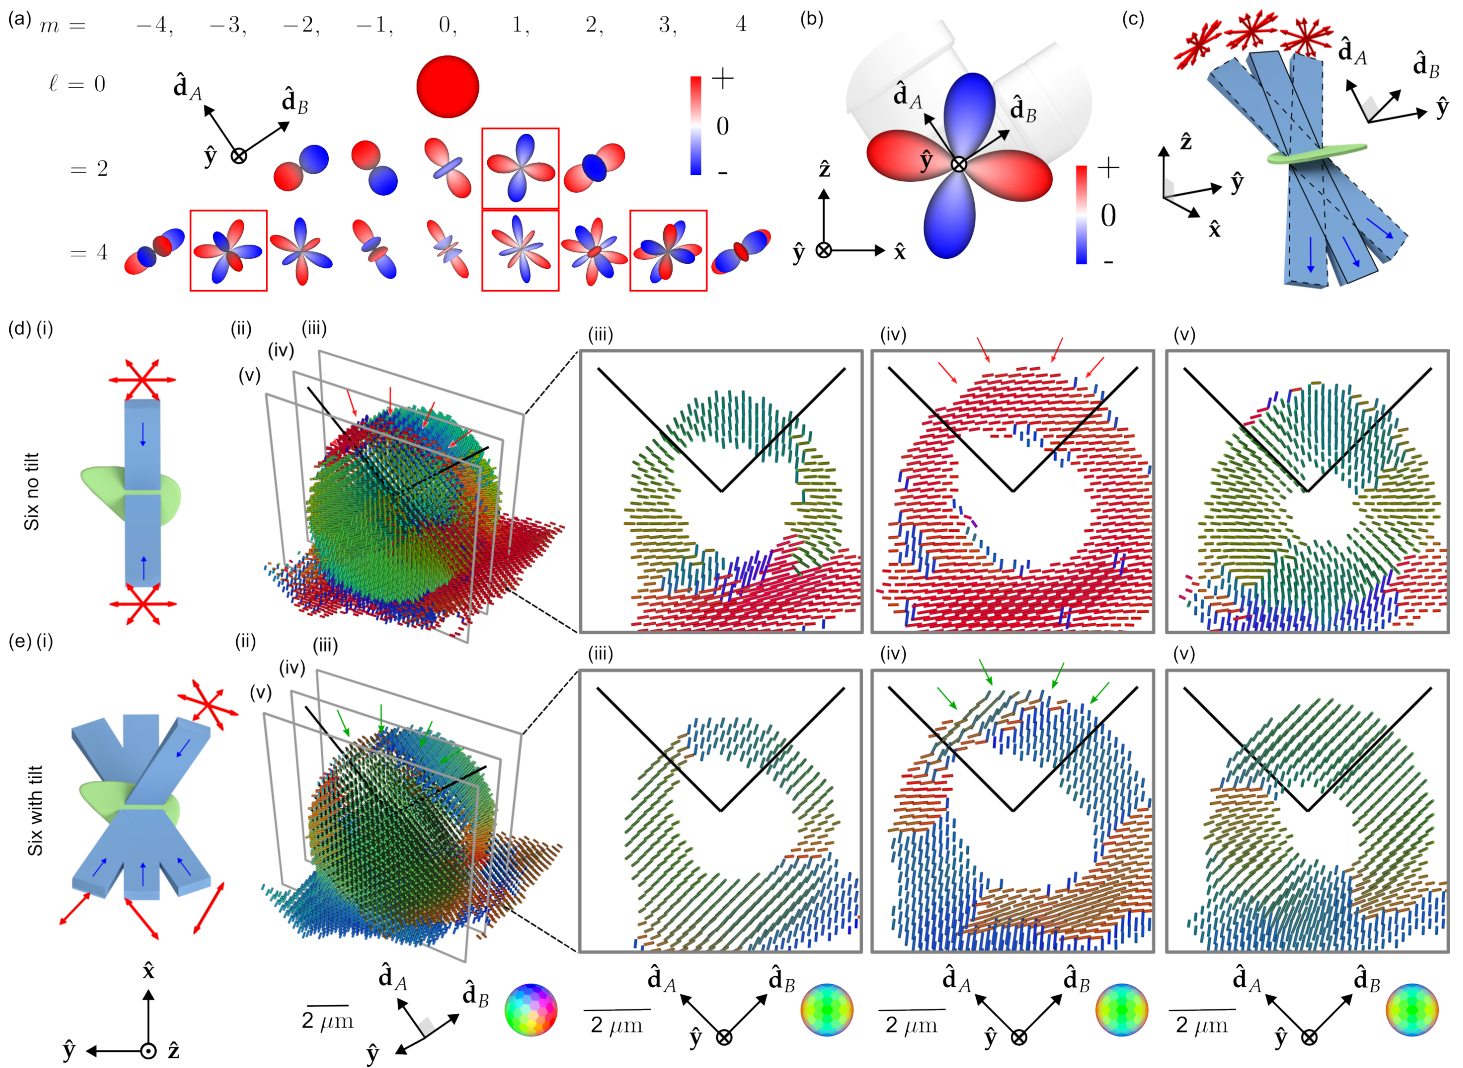 (a) m = −4, −3, −2, −1, 0, 1, 2, 3, 4
ℓ = 0
d̂A
d̂B
ŷ
+
0
-
= 2
= 4
(b)
d̂A
d̂B
ŷ
ẑ
ŷ
x̂
+
0
-
(c)
d̂A
d̂B
ŷ
ẑ
ŷ
x̂
(d) (i)
(ii)
(iii)
(iv)
(v)
(iii)
(iv)
(v)
Six no tilt
(e) (i)
(ii)
(iii)
(iv)
(v)
(iii)
(iv)
(v)
Six with tilt
x̂
ŷ
ẑ
2 μm
d̂A
d̂B
ŷ
2 μm
d̂A
d̂B
ŷ
2 μm
d̂A
d̂B
ŷ
2 μm
d̂A
d̂B
ŷ